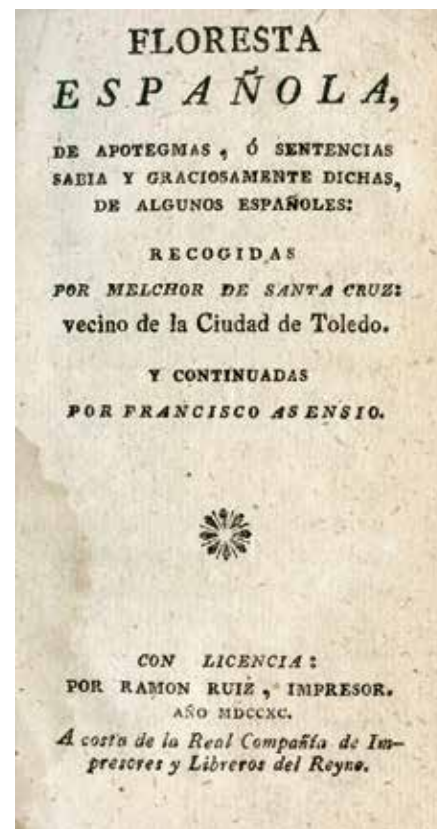 FLORESTA
ESPAÑOLA,
DE APOTEGMAS, Ó SENTENCIAS
SABIA Y GRACIOSAMENTE DICHAS,
DE ALGUNOS ESPAÑOLES:
RECOGIDAS
POR MELCHOR DE SANTA CRUZ:
vecino de la Ciudad de Toledo.
Y CONTINUADAS
POR FRANCISCO ASENSIO.
CON LICENCIA:
POR RAMON RUIZ, IMPRESOR.
AÑO MDCCXC.
A costa de la Real Compañía de Im-
presores y Libreros del Reyno.